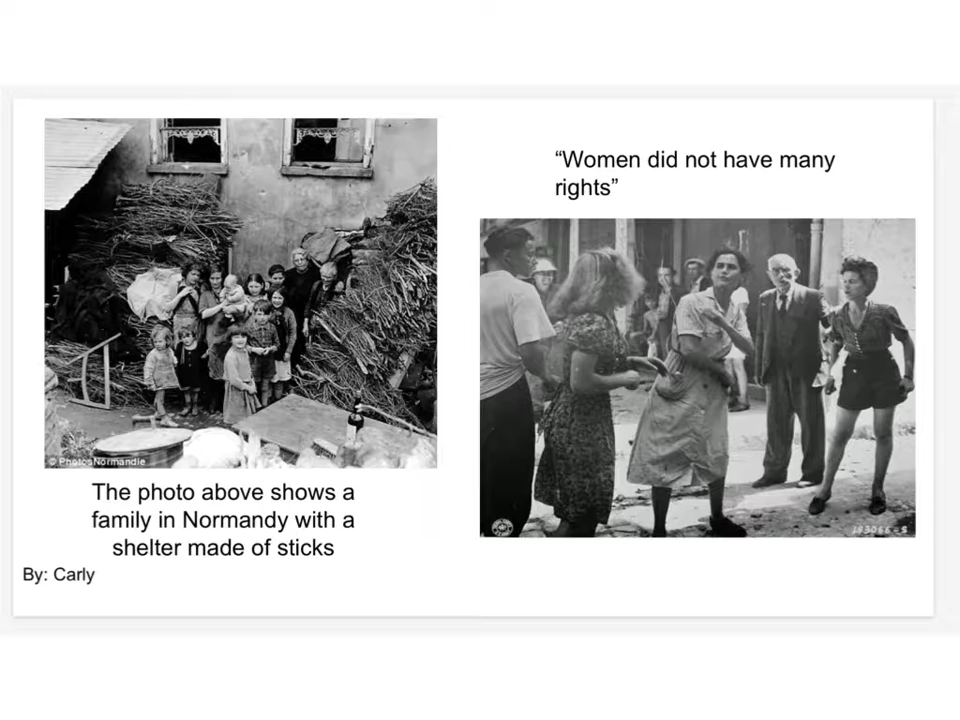 © PhotosNormandie
The photo above shows a
family in Normandy with a
shelter made of sticks
By: Carly
“Women did not have many
rights”
193066-S